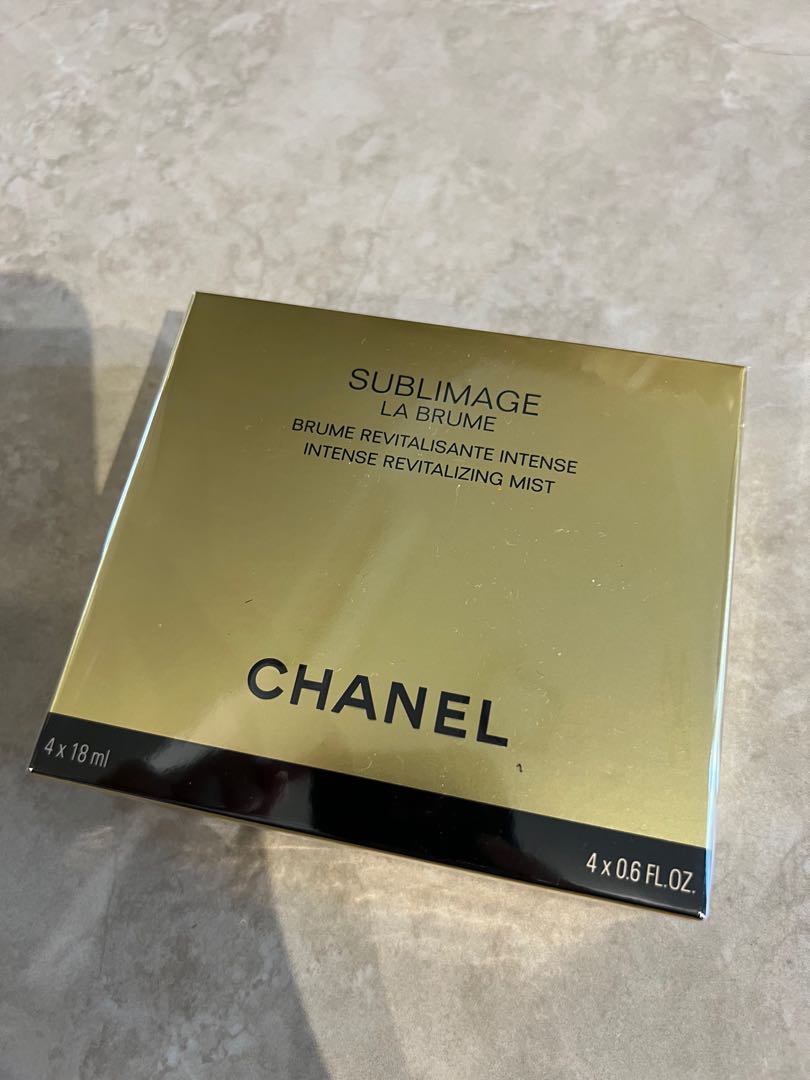 SUBLIMAGE
LA BRUME
BRUME REVITALISANTE INTENSE
INTENSE REVITALIZING MIST
CHANEL
4 x 18 ml
4 x 0.6 FL.OZ.